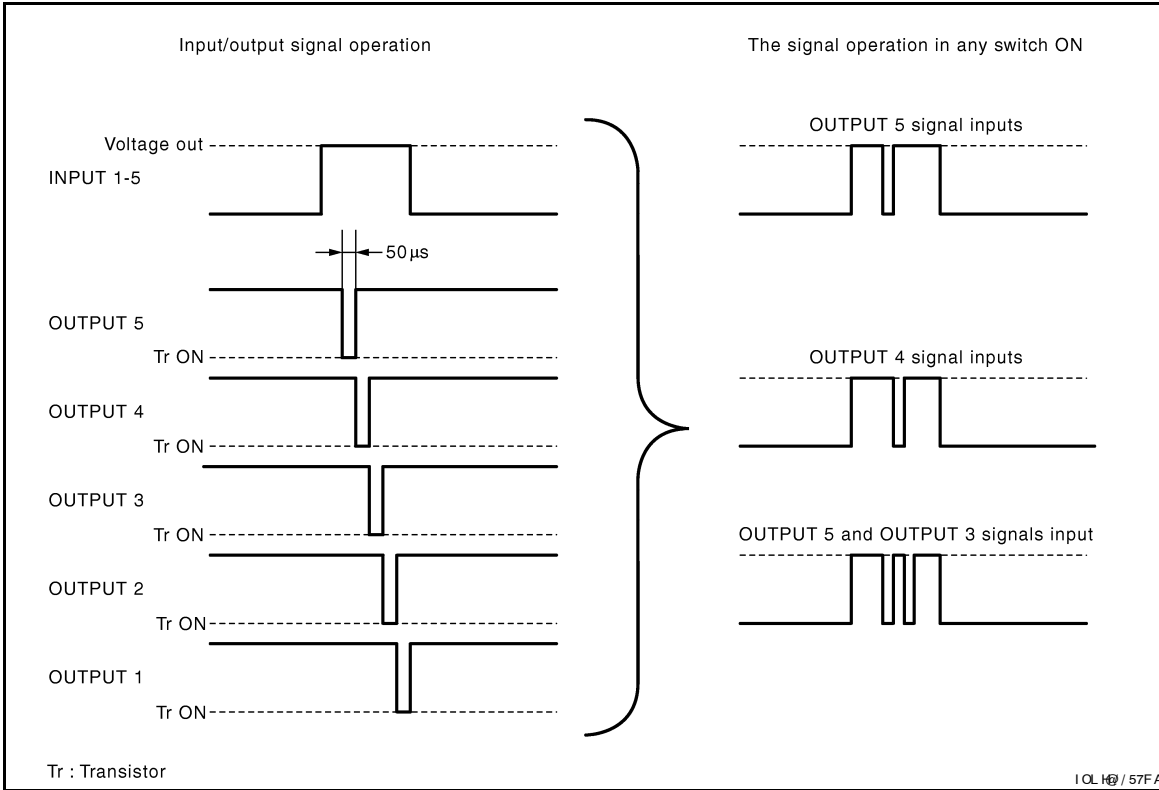 Input/output signal operation
The signal operation in any switch ON
Voltage out
INPUT 1-5
50 µs
OUTPUT 5
Tr ON
OUTPUT 4
Tr ON
OUTPUT 3
Tr ON
OUTPUT 2
Tr ON
OUTPUT 1
Tr ON
OUTPUT 5 signal inputs
OUTPUT 4 signal inputs
OUTPUT 5 and OUTPUT 3 signals input
Tr : Transistor